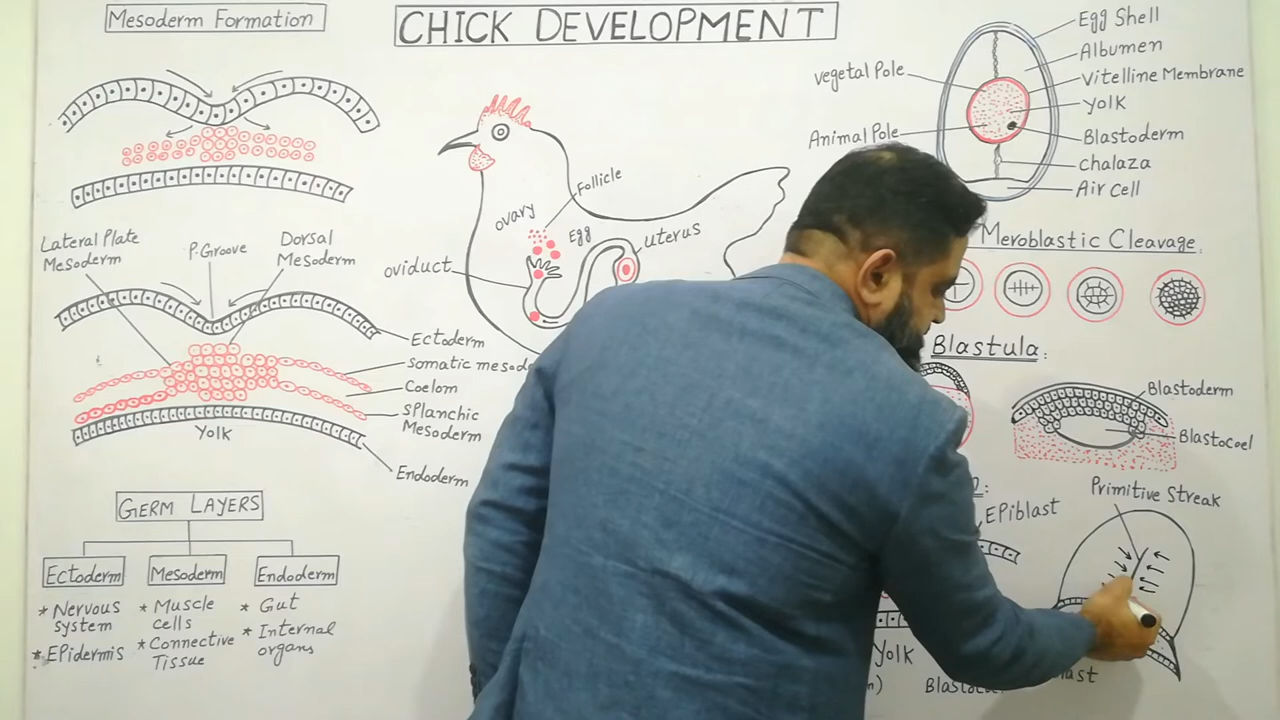 Mesoderm Formation
CHICK DEVELOPMENT
Egg Shell
Albumen
Vitelline Membrane
Yolk
Blastoderm
Chalaza
Air Cell
vegetal Pole
Animal Pole
Follicle
ovary
Egg
uterus
oviduct
Lateral Plate
Mesoderm
P.Groove
Dorsal
Mesoderm
Ectoderm
Somatic mesod
Coelom
SPlanchic
Mesoderm
Yolk
Endoderm
Meroblastic Cleavage
Blastula:
Blastoderm
Blastocoel
GERM LAYERS
Ectoderm
Mesoderm
Endoderm
* Nervous
system
* EPidermis
* Muscle
cells
* Connective
Tissue
* Gut
* Internal
organs
EPiblast
Primitive Streak
Yolk